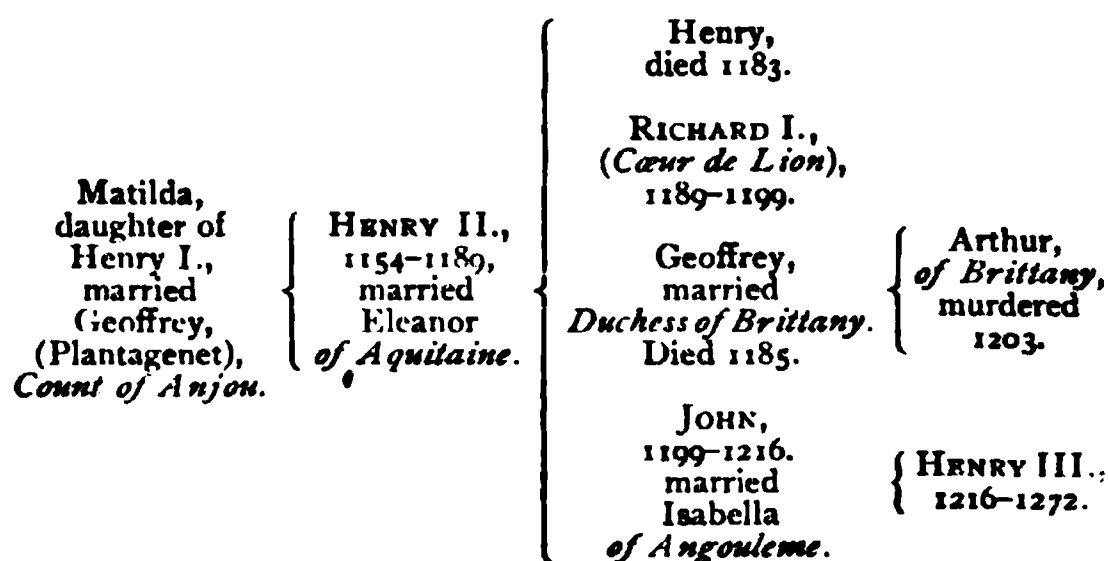 Matilda,
daughter of
Henry I.,
married
Geoffrey,
(Plantagenet),
Count of Anjou.
HENRY II.,
1154–1189,
married
Eleanor
of Aquitaine.
Henry,
died 1183.
RICHARD I.,
(Cœur de Lion),
1189–1199.
Geoffrey,
married
Duchess of Brittany.
Died 1185.
JOHN,
1199–1216.
married
Isabella
of Angouleme.
Arthur,
of Brittany,
murdered
1203.
HENRY III.,
1216–1272.